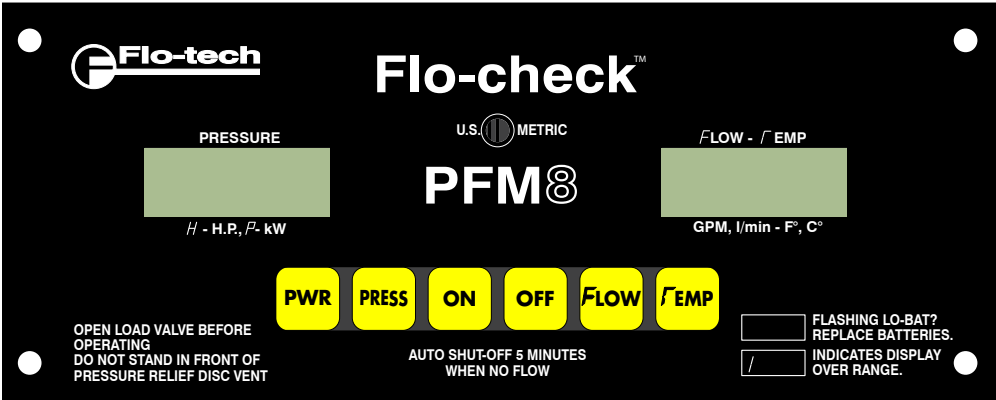 Flo-tech
Flo-check™
U.S. METRIC
PRESSURE
FLOW - TEMP
PFM8
H - H.P., P- kW
GPM, l/min - F°, C°
PWR PRESS ON OFF FLOW TEMP
OPEN LOAD VALVE BEFORE
OPERATING
DO NOT STAND IN FRONT OF
PRESSURE RELIEF DISC VENT
AUTO SHUT-OFF 5 MINUTES
WHEN NO FLOW
FLASHING LO-BAT?
REPLACE BATTERIES.
INDICATES DISPLAY
OVER RANGE.